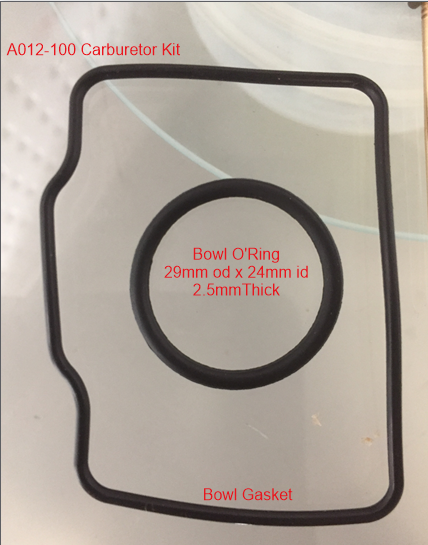 A012-100 Carburetor Kit
Bowl O'Ring
29mm od x 24mm id
2.5mmThick
Bowl Gasket